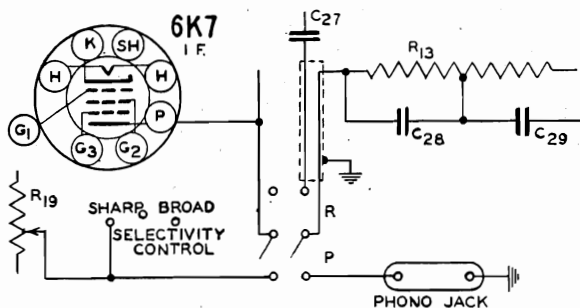 6K7
I F.
K
SH
H
H
G1
P
G3
G2
C27
R13
C28
C29
R19
SHARP
BROAD
SELECTIVITY
CONTROL
R
P
PHONO JACK